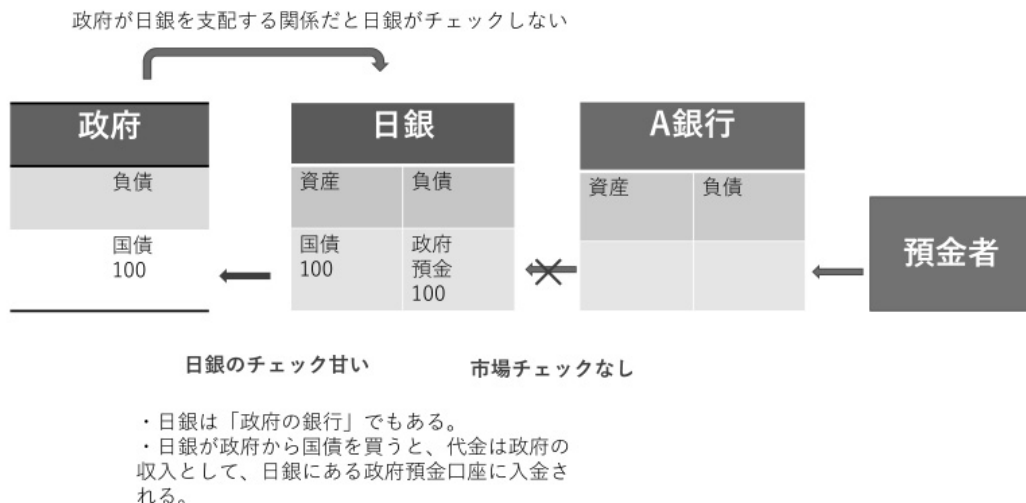 政府が日銀を支配する関係だと日銀がチェックしない
政府
負債
国債
100
日銀
資産
負債
国債
100
政府
預金
100
A銀行
資産
負債
預金者
日銀のチェック甘い
市場チェックなし
・日銀は「政府の銀行」でもある。
・日銀が政府から国債を買うと、代金は政府の
収入として、日銀にある政府預金口座に入金さ
れる。